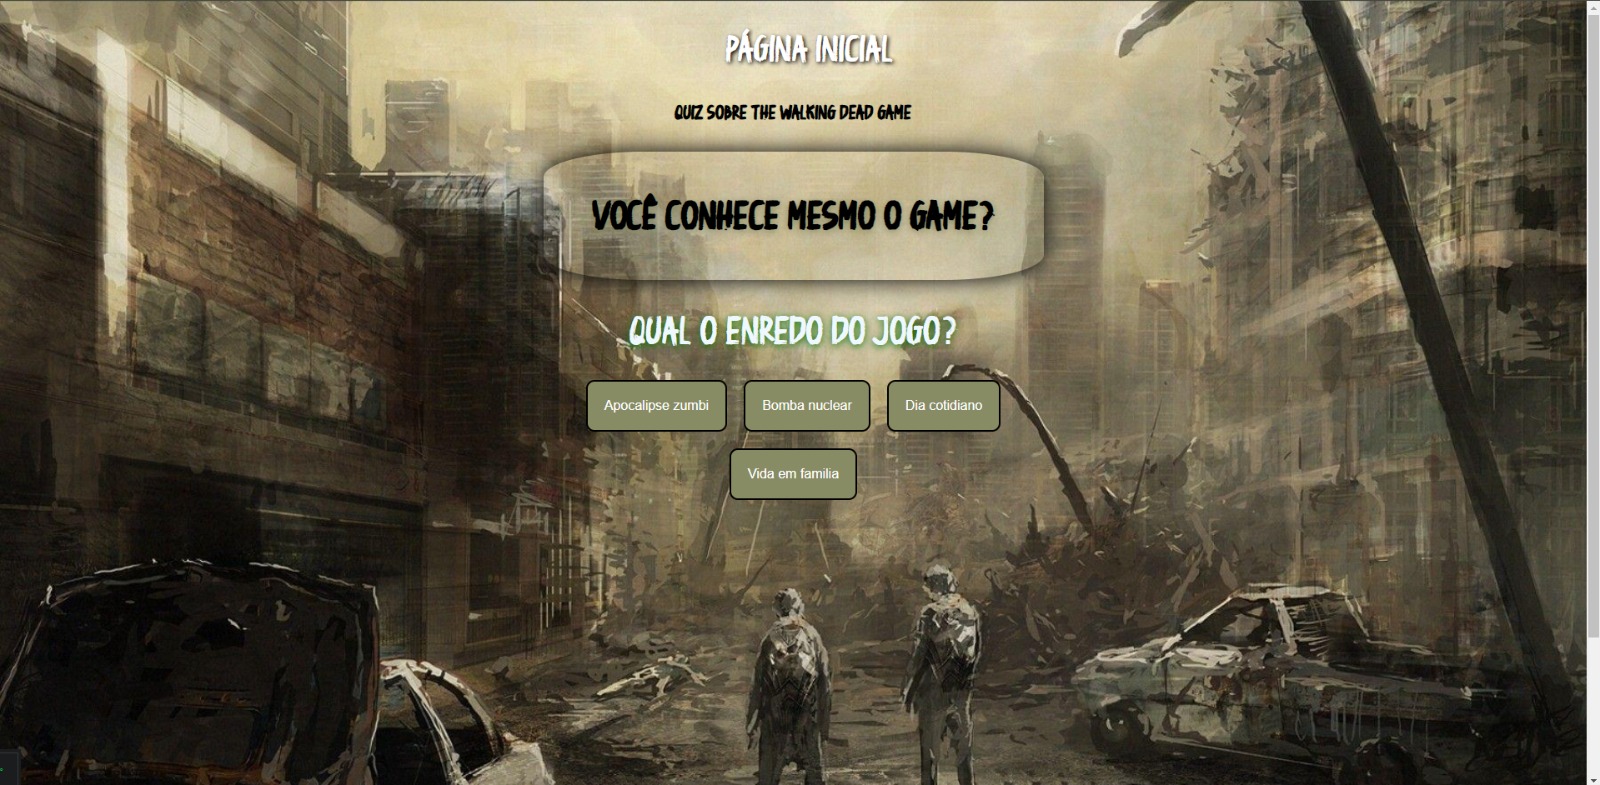 PÁGINA INICIAL
QUIZ SOBRE THE WALKING DEAD GAME
VOCÊ CONHECE MESMO O GAME?
QUAL O ENREDO DO JOGO?
Apocalipse zumbi
Bomba nuclear
Dia cotidiano
Vida em familia